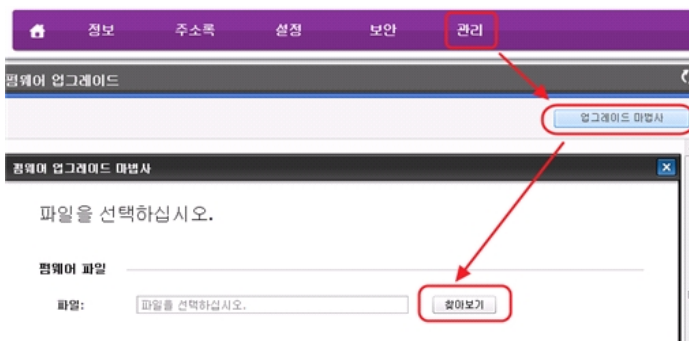 정보 주소록 설정 보안 관리
펌웨어 업그레이드
업그레이드 마법사
펌웨어 업그레이드 마법사
파일을 선택하십시오.
펌웨어 파일
파일: 파일을 선택하십시오. 찾아보기